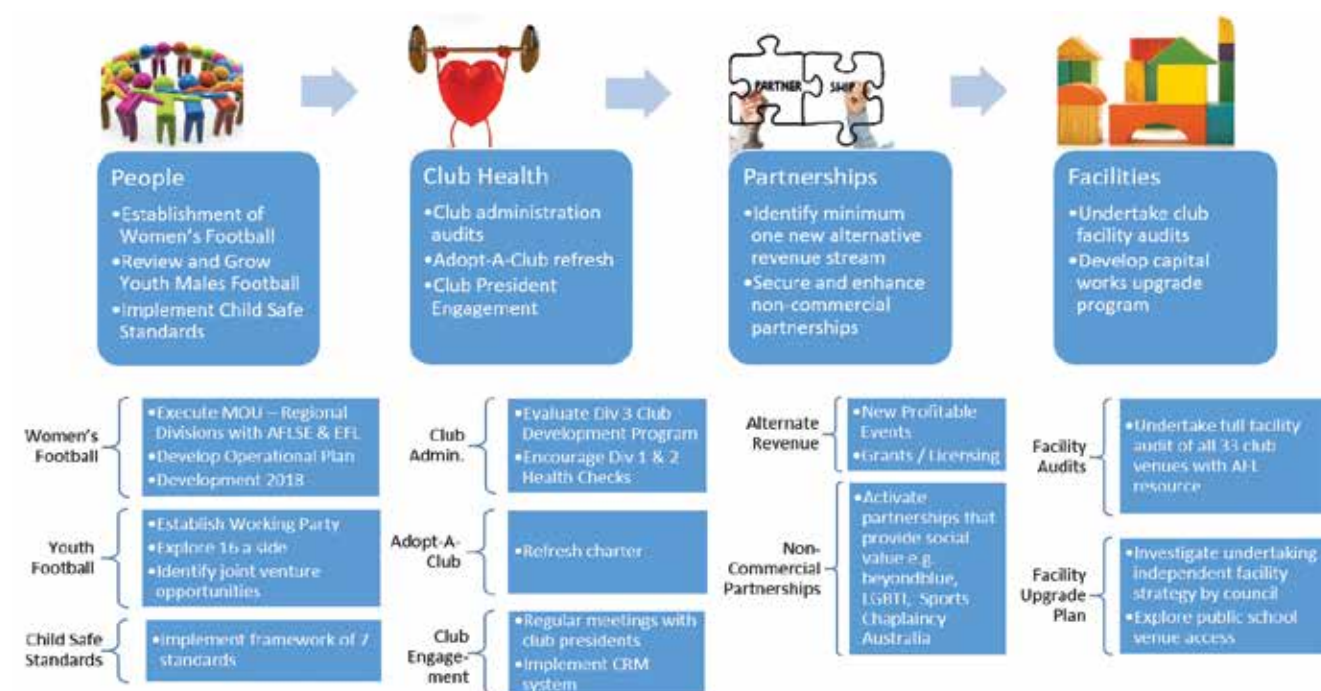 PARTNER SHIP
People
•Establishment of
Women's Football
•Review and Grow
Youth Males Football
•Implement Child Safe
Standards
Club Health
•Club administration
audits
•Adopt-A-Club refresh
•Club President
Engagement
Partnerships
•Identify minimum
one new alternative
revenue stream
•Secure and enhance
non-commercial
partnerships
Facilities
•Undertake club
facility audits
•Develop capital
works upgrade
program
Women's
Football
•Execute MOU – Regional
Divisions with AFLSE & EFL
•Develop Operational Plan
•Development 2018
Youth
Football
•Establish Working Party
•Explore 16 a side
•Identify joint venture
opportunities
Child Safe
Standards
•Implement framework of 7
standards
Club
Admin.
•Evaluate Div 3 Club
Development Program
•Encourage Div 1 & 2
Health Checks
Adopt-A-
Club
•Refresh charter
Club
Engage-
ment
•Regular meetings with
club presidents
•Implement CRM
system
Alternate
Revenue
•New Profitable
Events
•Grants / Licensing
Non-
Commercial
Partnerships
•Activate
partnerships that
provide social
value e.g.
beyondblue,
LGBTI, Sports
Chaplaincy
Australia
Facility
Audits
•Undertake full facility
audit of all 33 club
venues with AFL
resource
Facility
Upgrade
Plan
•Investigate undertaking
independent facility
strategy by council
•Explore public school
venue access